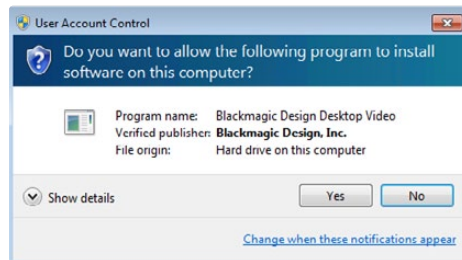 User Account Control
Do you want to allow the following program to install
software on this computer?
Program name: Blackmagic Design Desktop Video
Verified publisher: Blackmagic Design, Inc.
File origin: Hard drive on this computer
Show details
Yes
No
Change when these notifications appear